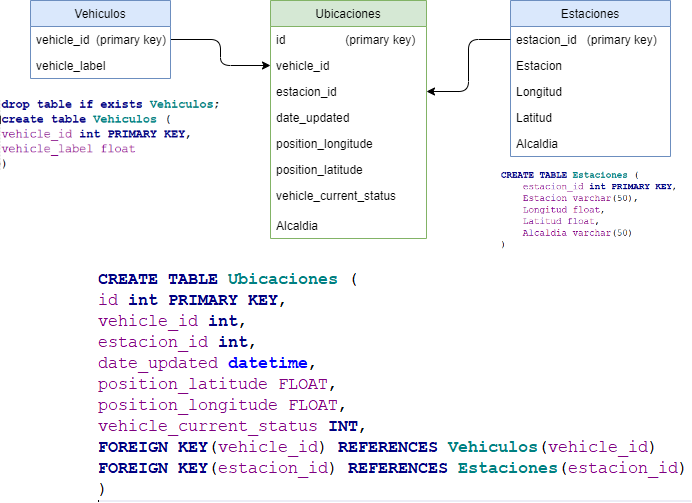 Vehiculos
vehicle_id (primary key)
vehicle_label
Ubicaciones
id (primary key)
vehicle_id
estacion_id
date_updated
position_longitude
position_latitude
vehicle_current_status
Alcaldia
Estaciones
estacion_id (primary key)
Estacion
Longitud
Latitud
Alcaldia
drop table if exists Vehiculos;
create table Vehiculos (
vehicle_id int PRIMARY KEY,
vehicle_label float
)
CREATE TABLE Estaciones (
estacion_id int PRIMARY KEY,
Estacion varchar(50),
Longitud float,
Latitud float,
Alcaldia varchar(50)
)
CREATE TABLE Ubicaciones (
id int PRIMARY KEY,
vehicle_id int,
estacion_id int,
date_updated datetime,
position_latitude FLOAT,
position_longitude FLOAT,
vehicle_current_status INT,
FOREIGN KEY(vehicle_id) REFERENCES Vehiculos(vehicle_id)
FOREIGN KEY(estacion_id) REFERENCES Estaciones(estacion_id)
)